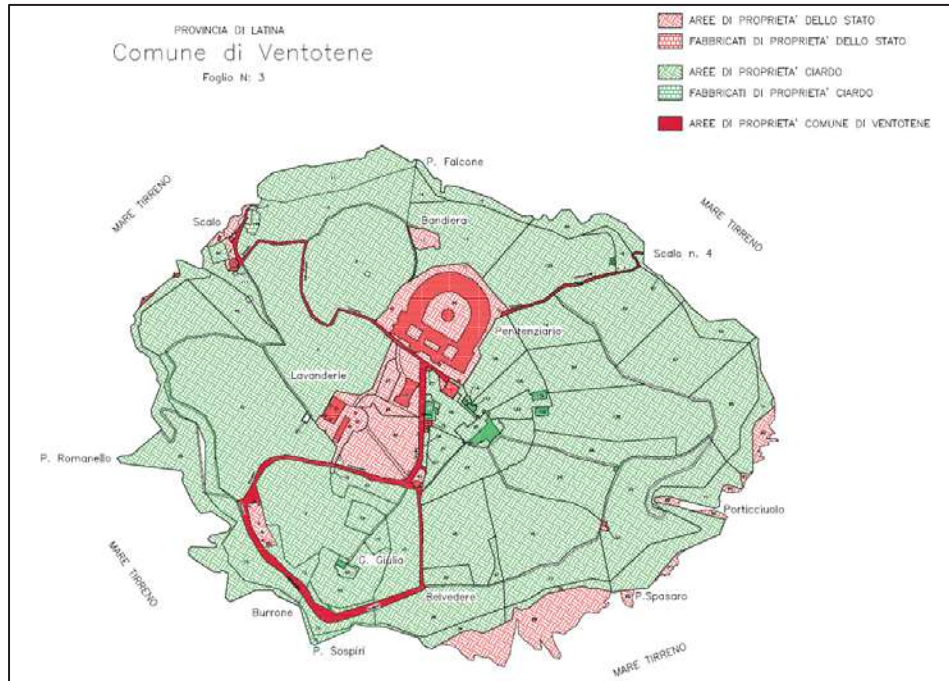 PROVINCIA DI LATINA
Comune di Ventotene
Foglio N: 3
AREE DI PROPRIETA' DELLO STATO
FABBRICATI DI PROPRIETA' DELLO STATO
AREE DI PROPRIETA' CIARDO
FABBRICATI DI PROPRIETA' CIARDO
AREE DI PROPRIETA' COMUNE DI VENTOTENE
P. Falcone
MARE TIRRENO
MARE TIRRENO
Scalo
Bandiera
Scalo n. 4
Penitenziario
Lavanderie
P. Romanello
Porticciuolo
G. Giulia
MARE TIRRENO
Belvedere
P.Spasaro
Burrone
P. Sospiri
MARE TIRRENO